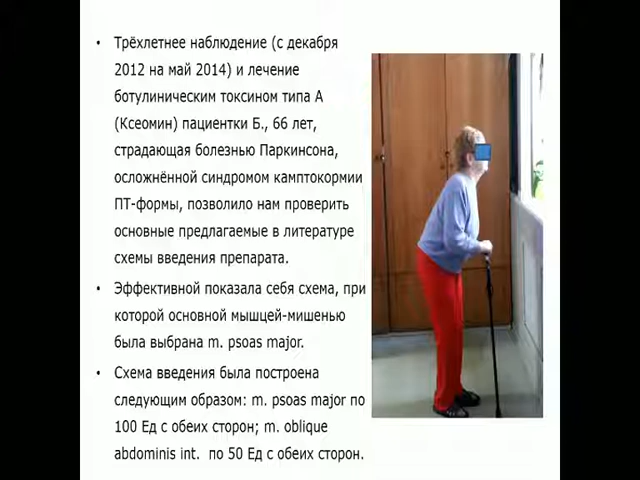 • Трёхлетнее наблюдение (с декабря
2012 на май 2014) и лечение
ботулиническим токсином типа А
(Ксеомин) пациентки Б., 66 лет,
страдающая болезнью Паркинсона,
осложнённой синдромом камптокормии
ПТ-формы, позволило нам проверить
основные предлагаемые в литературе
схемы введения препарата.
• Эффективной показала себя схема, при
которой основной мышцей-мишенью
была выбрана m. psoas major.
• Схема введения была построена
следующим образом: m. psoas major по
100 Ед с обеих сторон; m. oblique
abdominis int. по 50 Ед с обеих сторон.